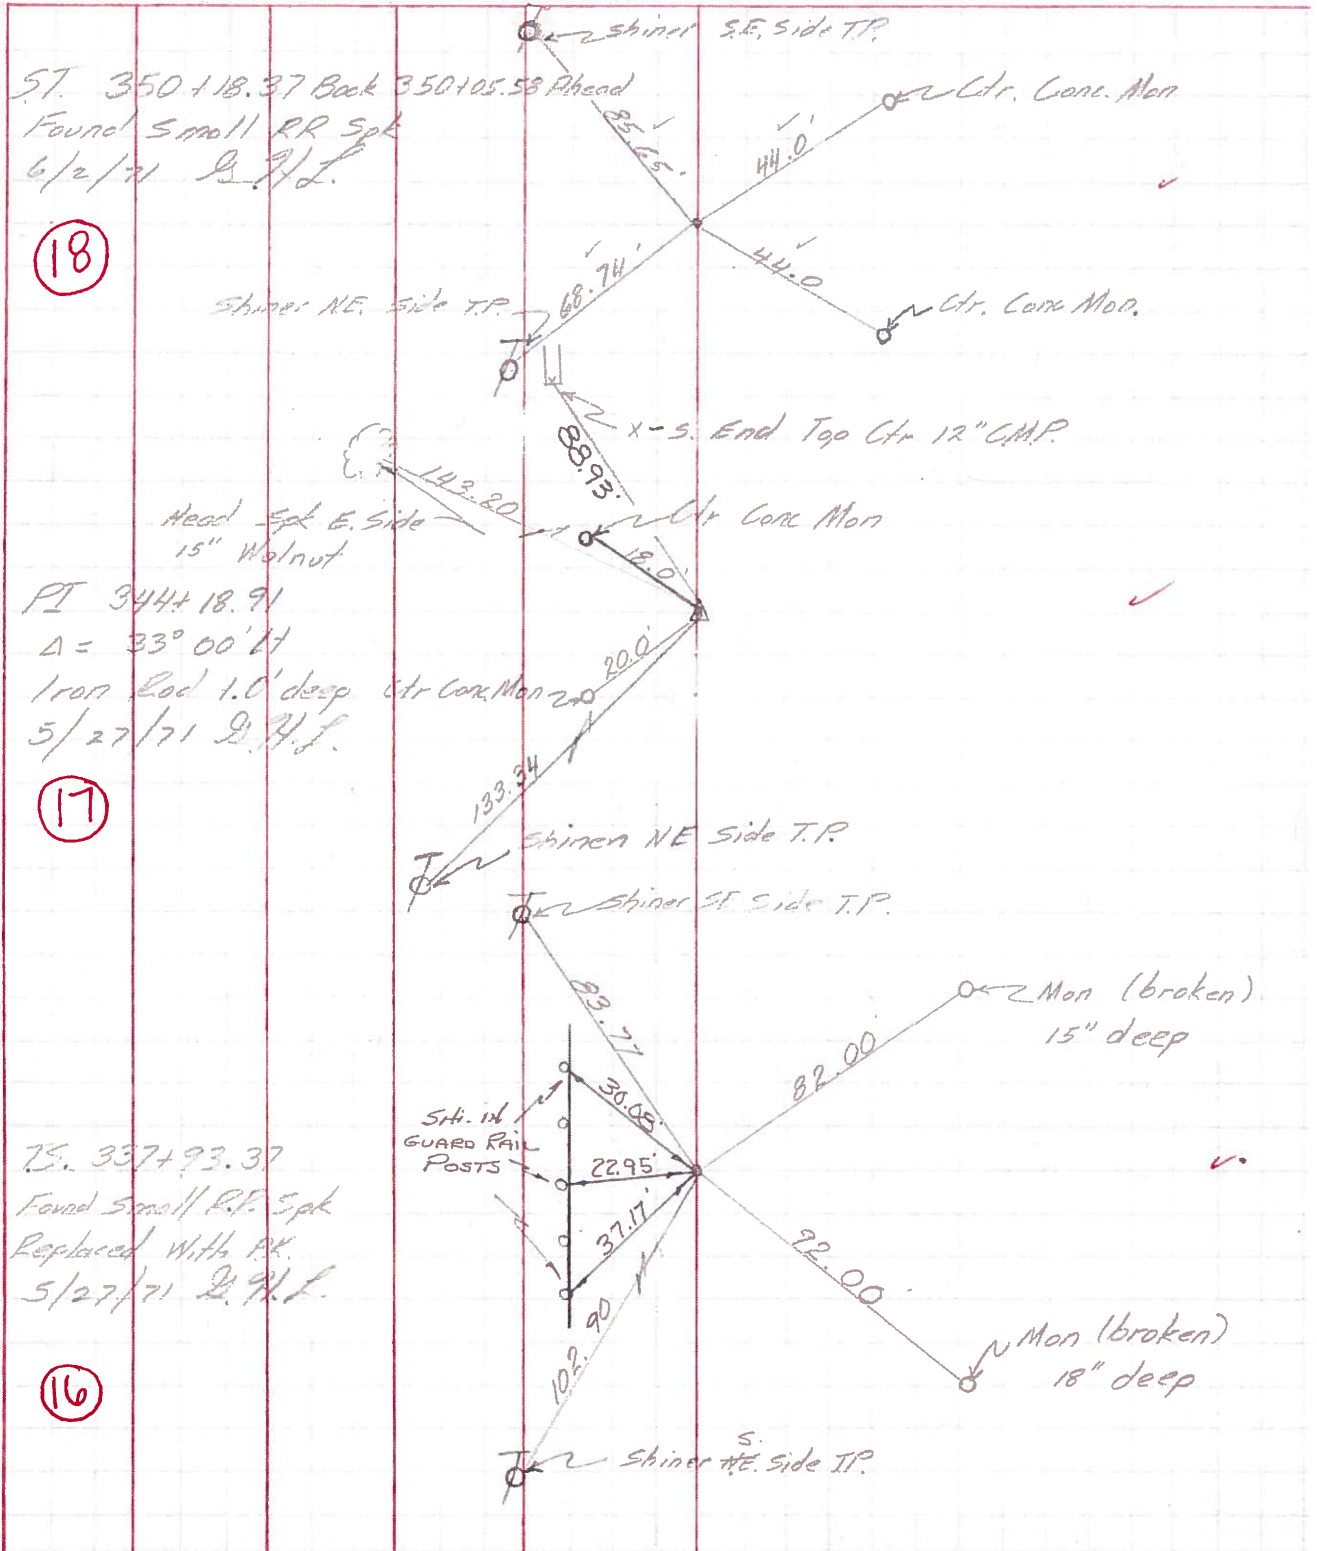 Shiner S.E. Side T.P.
ST. 350+18.37 Back 350+05.58 Ahead
Found Small RR Spk
6/2/71 G.H.L.
18
85.65'
44.0'
Ctr. Conc. Mon
68.74'
44.0
Shiner N.E. Side T.P.
Ctr. Conc Mon.
x-S. End Top Ctr 12" CMP.
88.93'
143.20
Head Spk E. Side
15" Walnut
Ctr Conc Mon
PI 344+18.91
Δ = 33° 00' Lt
Iron Rod 1.0' deep
5/27/71 G.H.L.
17
20.0'
Ctr Conc. Mon
133.34
Shiner NE Side T.P.
Shiner SE Side T.P.
83.77
Mon (broken)
15" deep
82.00
30.08'
SHI. IN
GUARD RAIL
POSTS
22.95'
37.17'
T.S. 337+93.37
Found Small R.R. Spk
Replaced With P.K.
5/27/71 G.H.L.
16
92.00
102.90
Mon (broken)
18" deep
S.
Shiner NE. Side T.P.